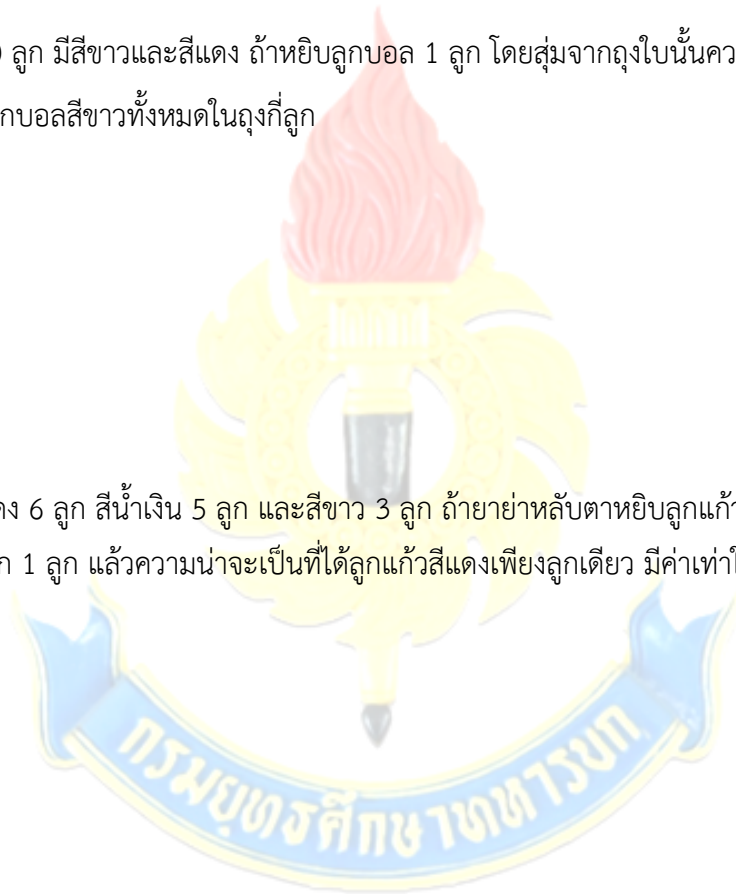 ลูก มีสีขาวและสีแดง ถ้าหยิบลูกบอล 1 ลูก โดยสุ่มจากถุงใบนั้นคว
กบอลสีขาวทั้งหมดในถุงกี่ลูก
ดง 6 ลูก สีน้ำเงิน 5 ลูก และสีขาว 3 ลูก ถ้ายาย่าหลับตาหยิบลูกแก้ว
ก 1 ลูก แล้วความน่าจะเป็นที่ได้ลูกแก้วสีแดงเพียงลูกเดียว มีค่าเท่า
กรมยุทธศึกษาทหารบก